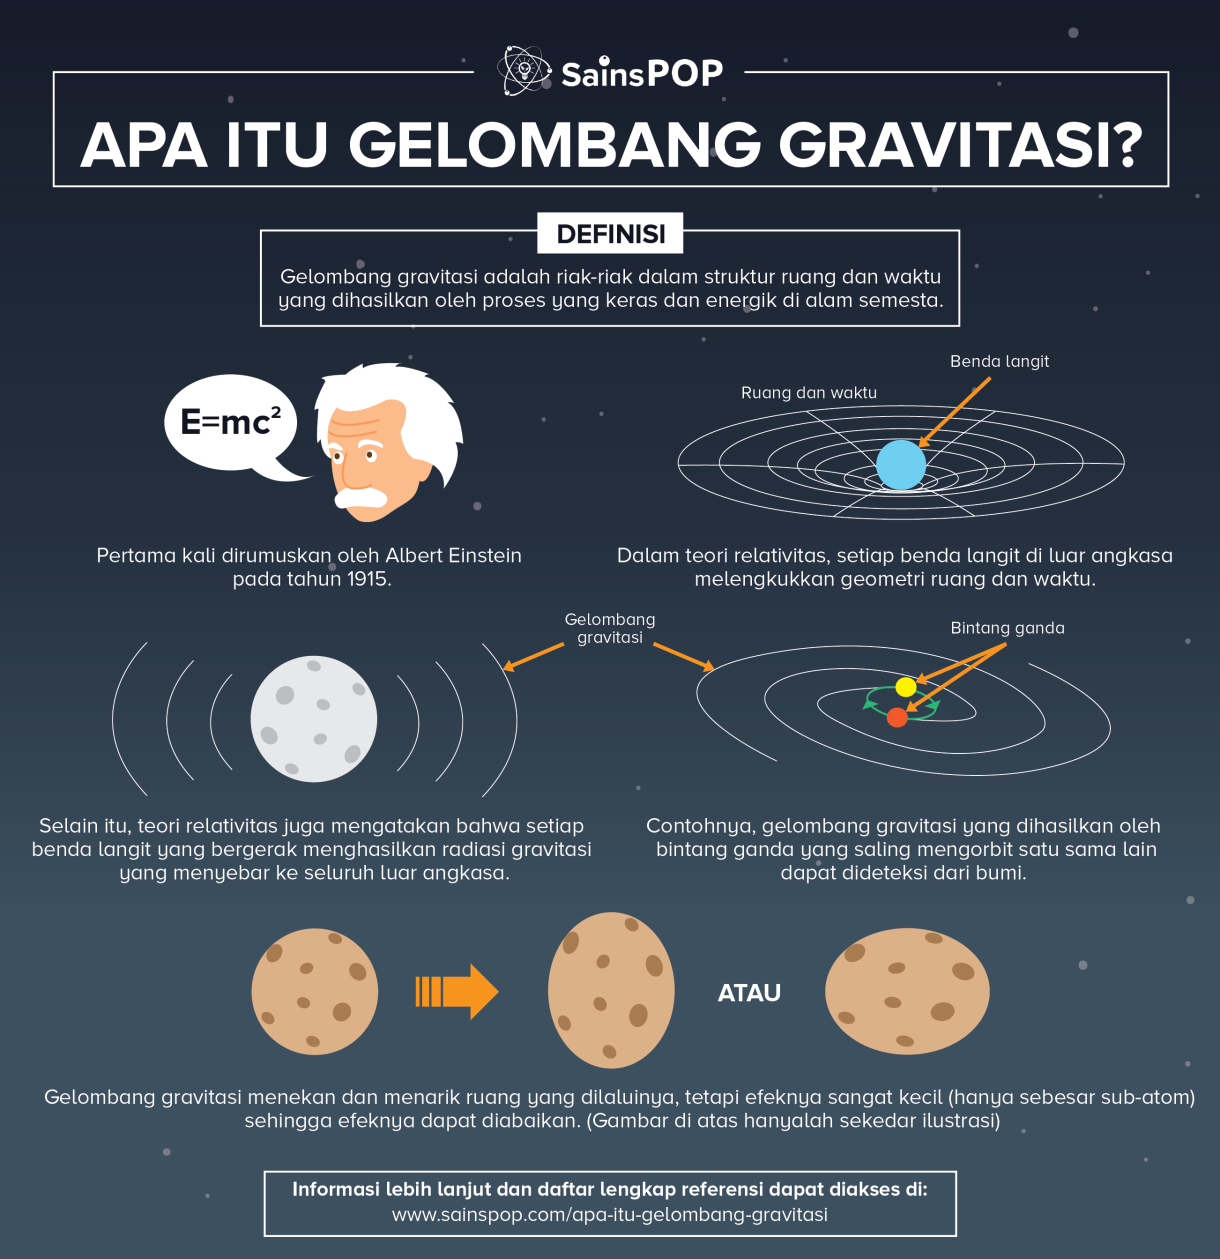 SainsPOP
APA ITU GELOMBANG GRAVITASI?
DEFINISI
Gelombang gravitasi adalah riak-riak dalam struktur ruang dan waktu
yang dihasilkan oleh proses yang keras dan energik di alam semesta.
E=mc²
Pertama kali dirumuskan oleh Albert Einstein
pada tahun 1915.
Benda langit
Ruang dan waktu
Dalam teori relativitas, setiap benda langit di luar angkasa
melengkukkan geometri ruang dan waktu.
Gelombang
gravitasi
Bintang ganda
Selain itu, teori relativitas juga mengatakan bahwa setiap
benda langit yang bergerak menghasilkan radiasi gravitasi
yang menyebar ke seluruh luar angkasa.
Contohnya, gelombang gravitasi yang dihasilkan oleh
bintang ganda yang saling mengorbit satu sama lain
dapat dideteksi dari bumi.
ATAU
Gelombang gravitasi menekan dan menarik ruang yang dilaluinya, tetapi efeknya sangat kecil (hanya sebesar sub-atom)
sehingga efeknya dapat diabaikan. (Gambar di atas hanyalah sekedar ilustrasi)
Informasi lebih lanjut dan daftar lengkap referensi dapat diakses di:
www.sainspop.com/apa-itu-gelombang-gravitasi